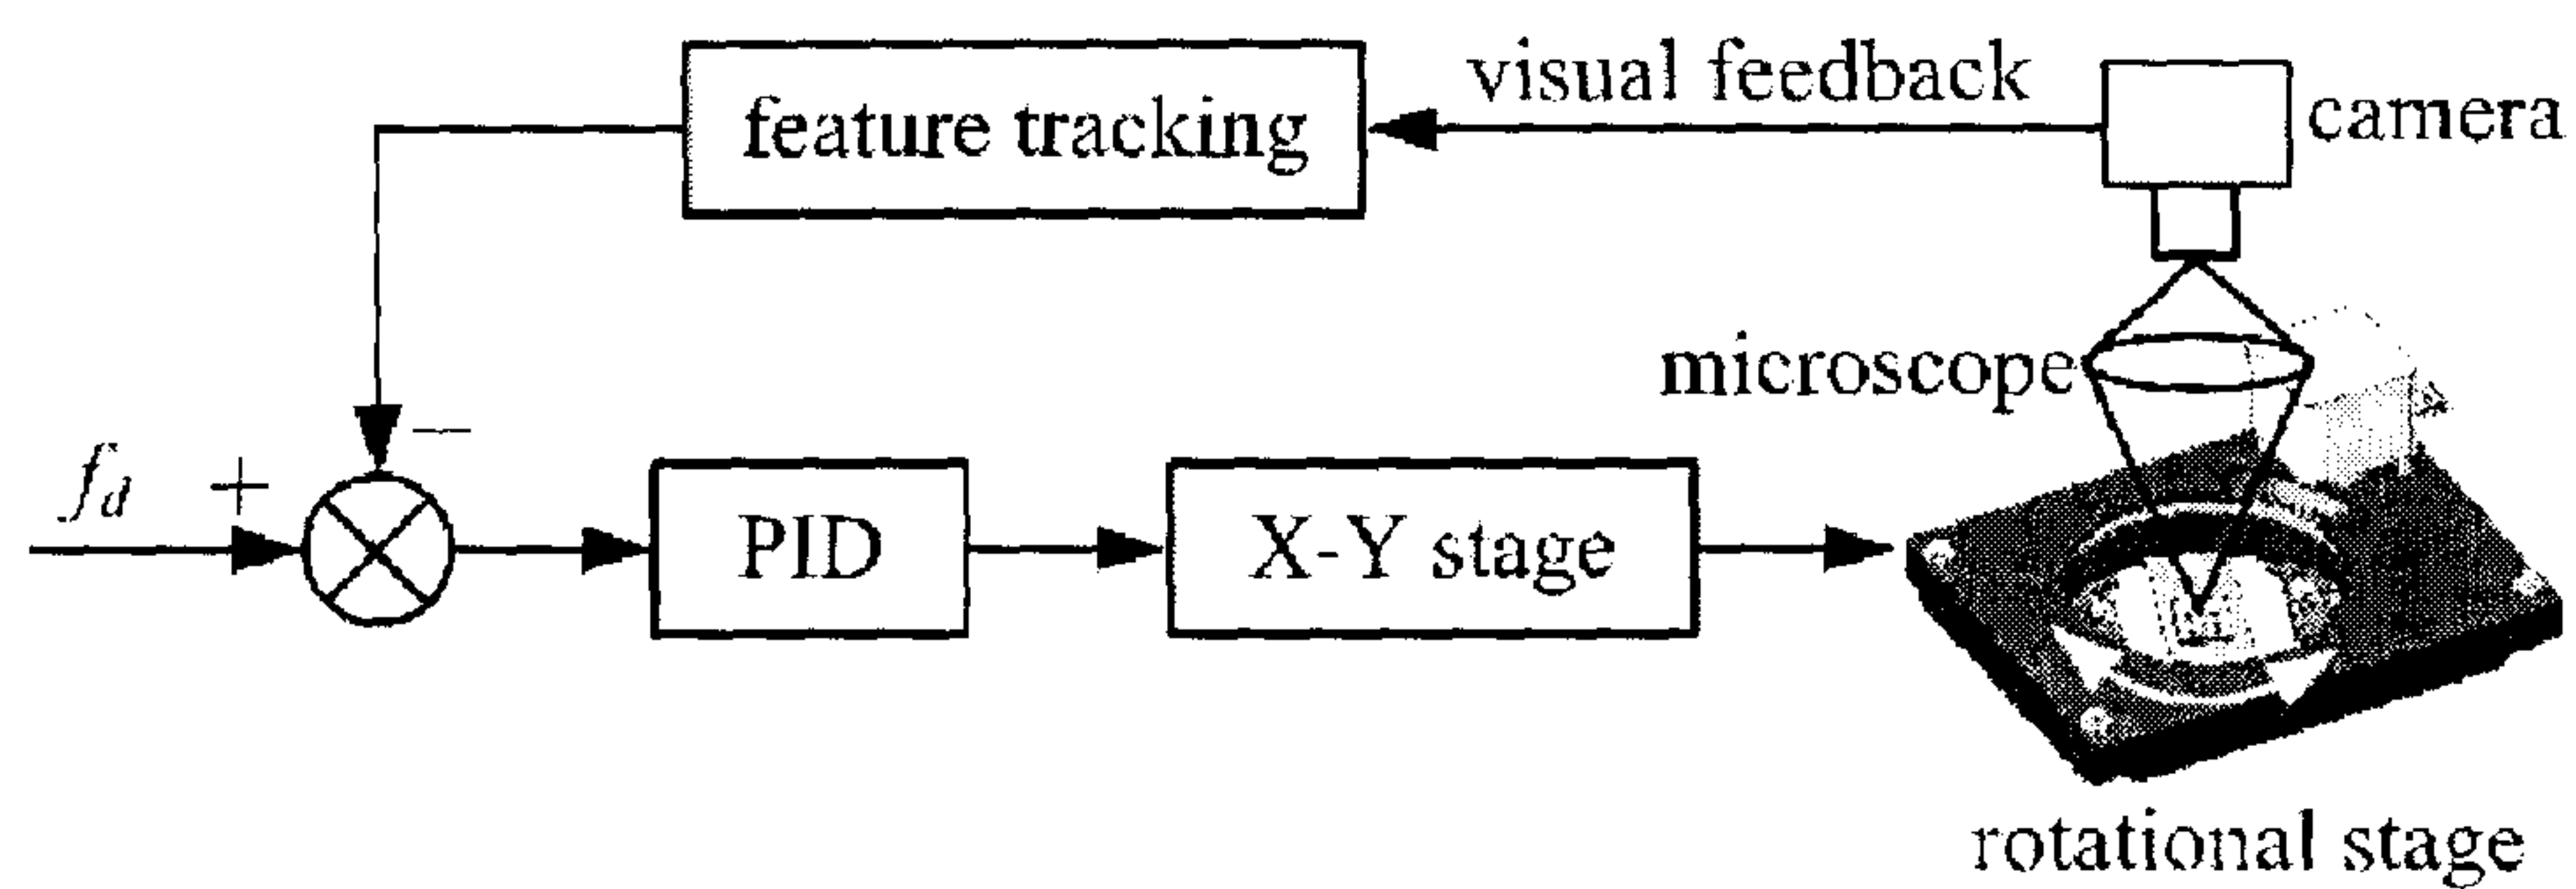 visual feedback
camera
feature tracking
microscope
f_d + −
PID
X-Y stage
rotational stage